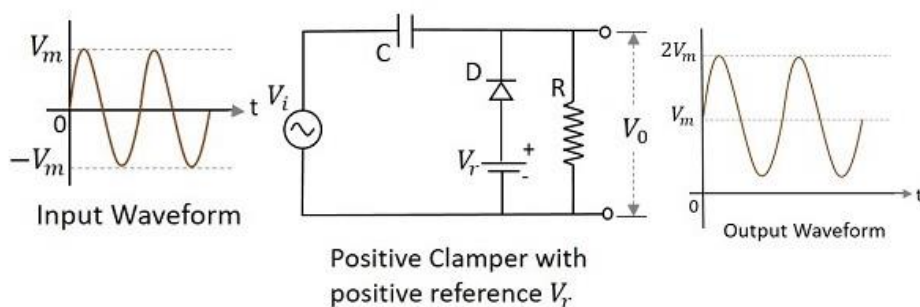 V_m
0
-V_m
t
Input Waveform
V_i
C
D
R
V_r
+
-
V_0
Positive Clamper with
positive reference V_r
2V_m
V_m
0
t
Output Waveform